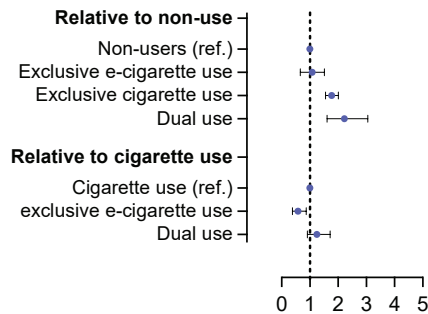 Relative to non-use
Non-users (ref.)
Exclusive e-cigarette use
Exclusive cigarette use
Dual use
Relative to cigarette use
Cigarette use (ref.)
exclusive e-cigarette use
Dual use
0 1 2 3 4 5